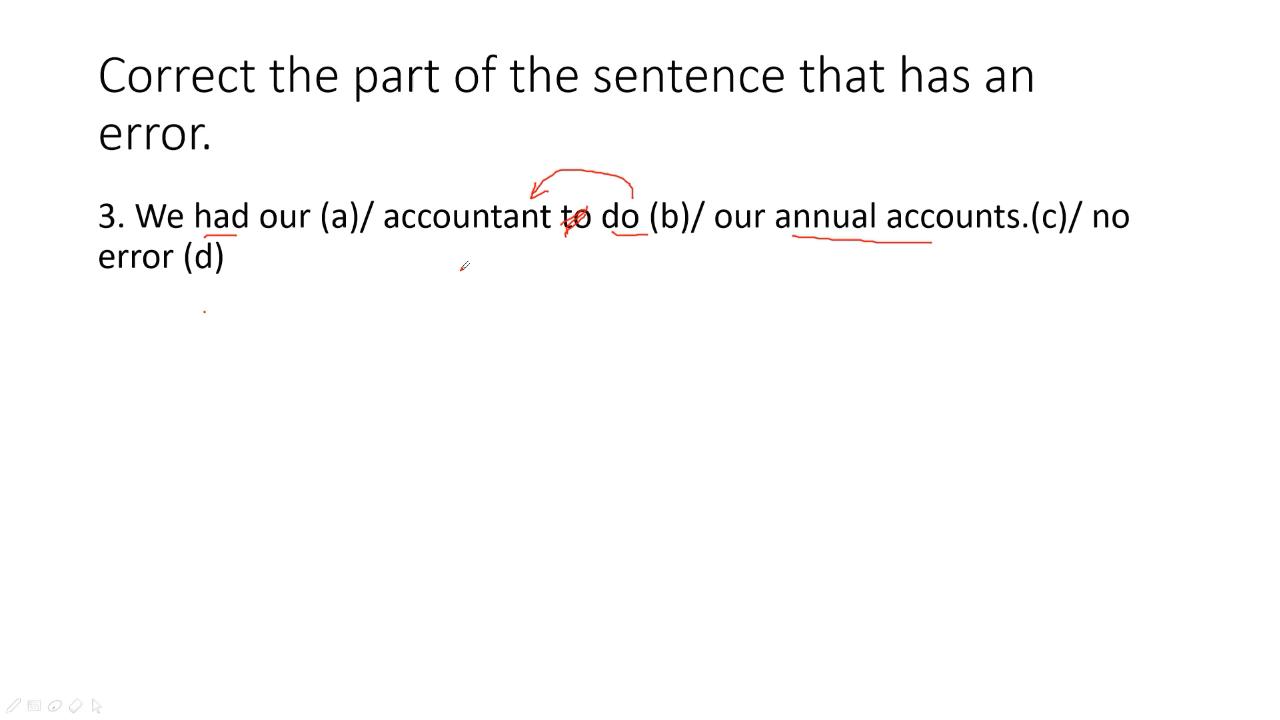 Correct the part of the sentence that has an
error.
3. We had our (a)/ accountant to do (b)/ our annual accounts.(c)/ no
error (d)